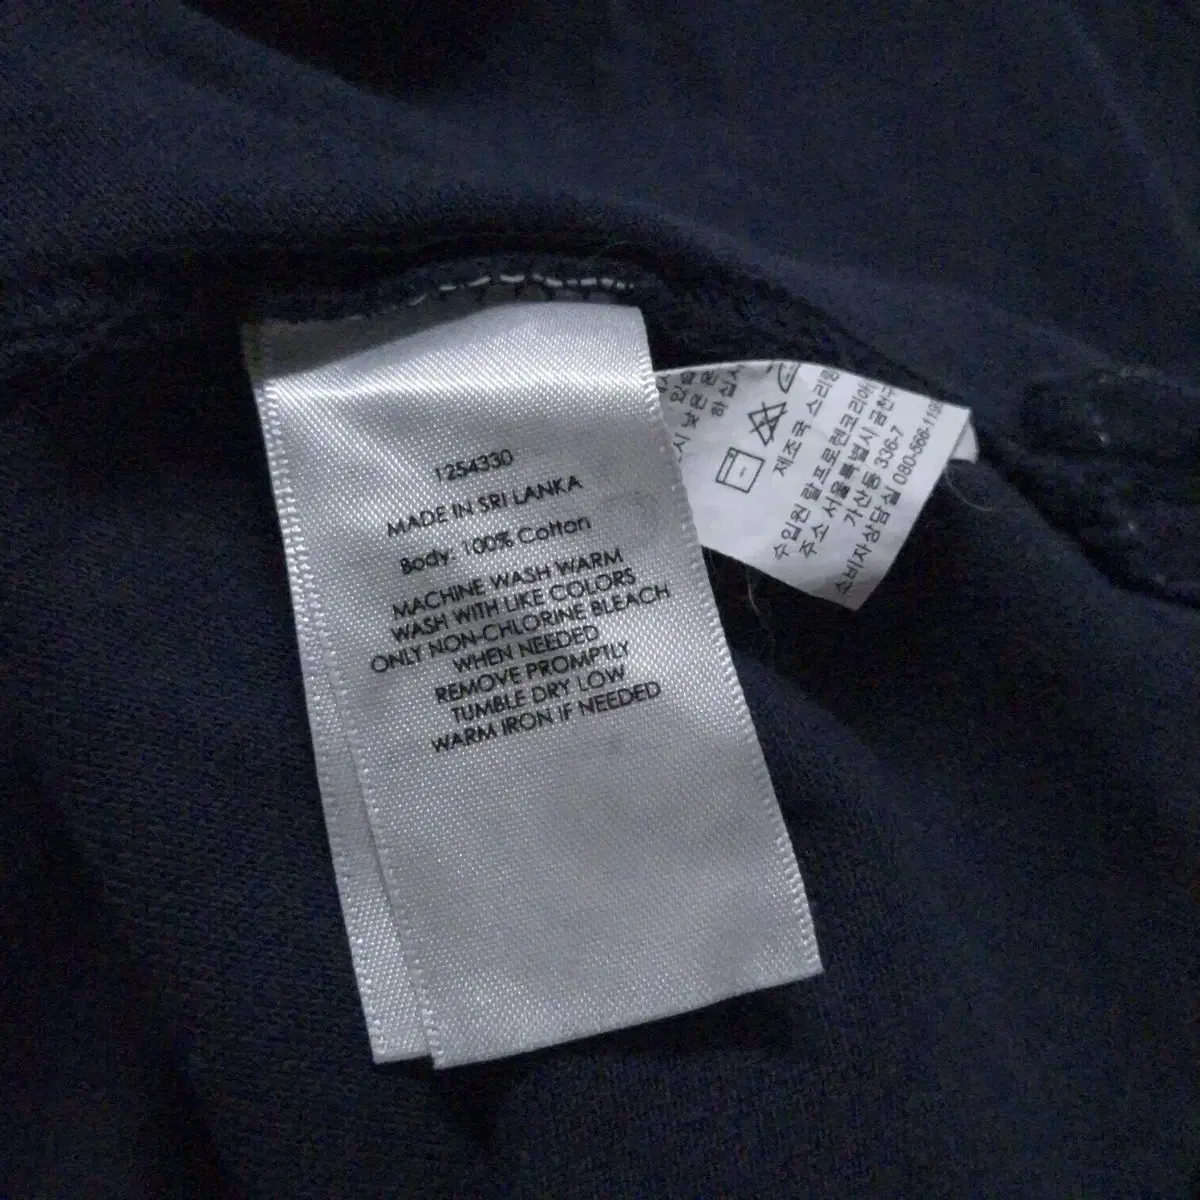 1254330
MADE IN SRI LANKA
Body: 100% Cotton
MACHINE WASH WARM
WASH WITH LIKE COLORS
ONLY NON-CHLORINE BLEACH
WHEN NEEDED
REMOVE PROMPTLY
TUMBLE DRY LOW
WARM IRON IF NEEDED
제조국 스리랑
수입원 랄프로렌코리아
주소 서울특별시 금천구
가산동 336-7
소비자상담실 080-566-119